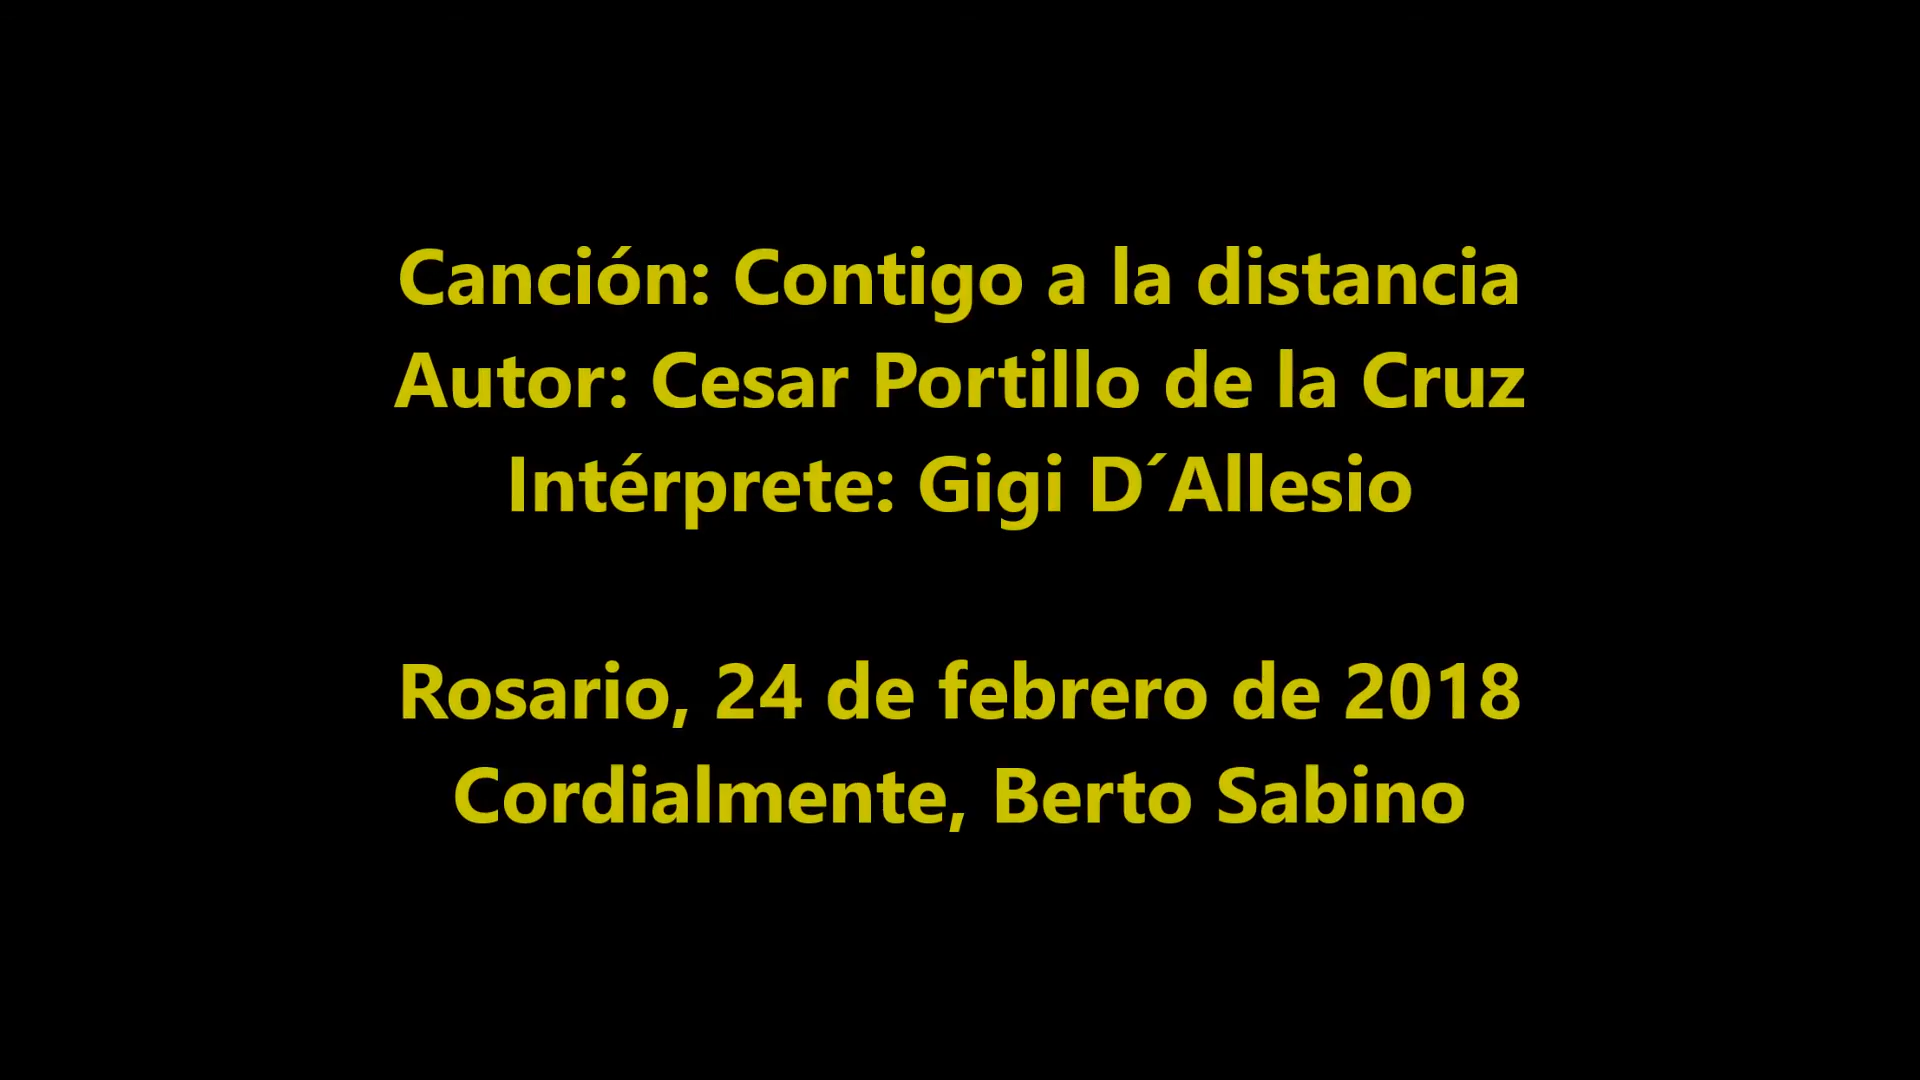 Canción: Contigo a la distancia
Autor: Cesar Portillo de la Cruz
Intérprete: Gigi D´Allesio
Rosario, 24 de febrero de 2018
Cordialmente, Berto Sabino